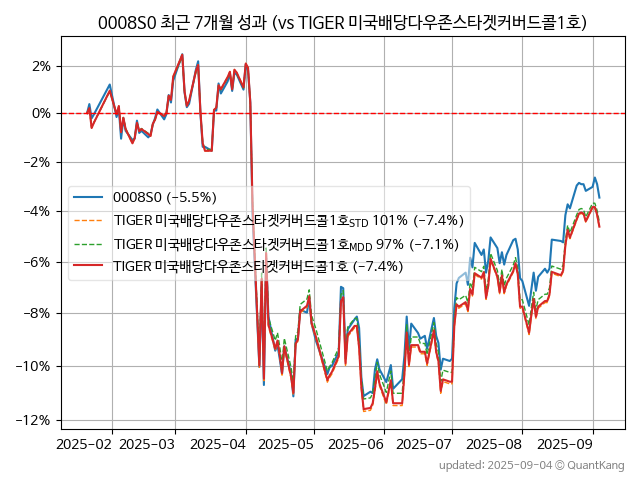 0008S0 최근 7개월 성과 (vs TIGER 미국배당다우존스타겟커버드콜1호)
2%
0%
−2%
−4%
−6%
−8%
−10%
−12%
0008S0 (−5.5%)
TIGER 미국배당다우존스타겟커버드콜1호STD 101% (−7.4%)
TIGER 미국배당다우존스타겟커버드콜1호MDD 97% (−7.1%)
TIGER 미국배당다우존스타겟커버드콜1호 (−7.4%)
2025-02 2025-03 2025-04 2025-05 2025-06 2025-07 2025-08 2025-09
updated: 2025-09-04 © QuantKang